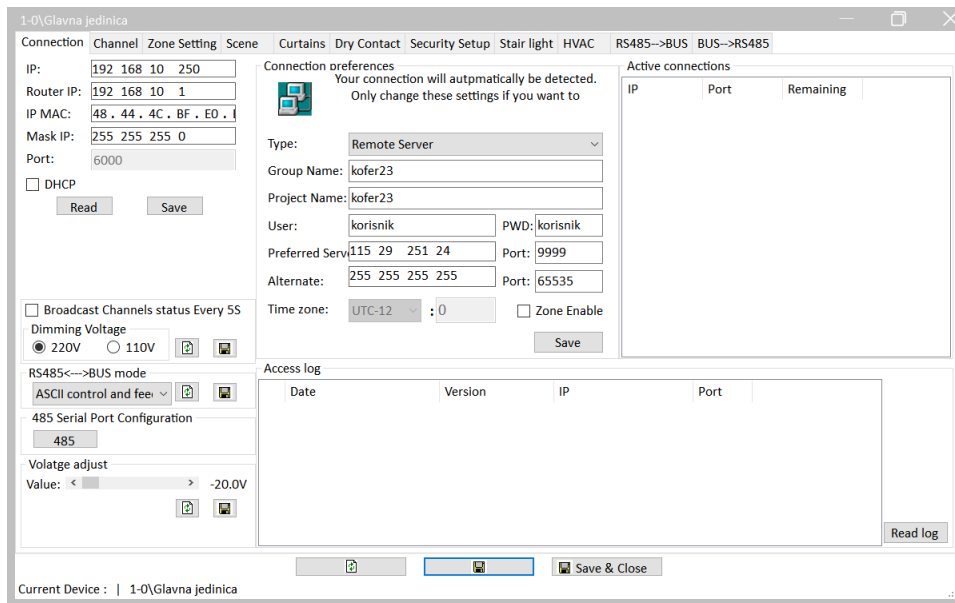 1-0\Glavna jedinica
Connection Channel Zone Setting Scene Curtains Dry Contact Security Setup Stair light HVAC RS485-->BUS BUS-->RS485
IP: 192 168 10 250
Router IP: 192 168 10 1
IP MAC: 48 . 44 . 4C . BF . E0 .
Mask IP: 255 255 255 0
Port: 6000
DHCP
Read Save
Broadcast Channels status Every 5S
Dimming Voltage
220V 110V
RS485<--->BUS mode
ASCII control and fee
485 Serial Port Configuration
485
Volatge adjust
Value: < > -20.0V
Connection preferences
Your connection will autpmatically be detected.
Only change these settings if you want to
Type: Remote Server
Group Name: kofer23
Project Name: kofer23
User: korisnik PWD: korisnik
Preferred Serv 115 29 251 24 Port: 9999
Alternate: 255 255 255 255 Port: 65535
Time zone: UTC-12 : 0 Zone Enable
Save
Active connections
IP Port Remaining
Access log
Date Version IP Port
Read log
Save & Close
Current Device : | 1-0\Glavna jedinica